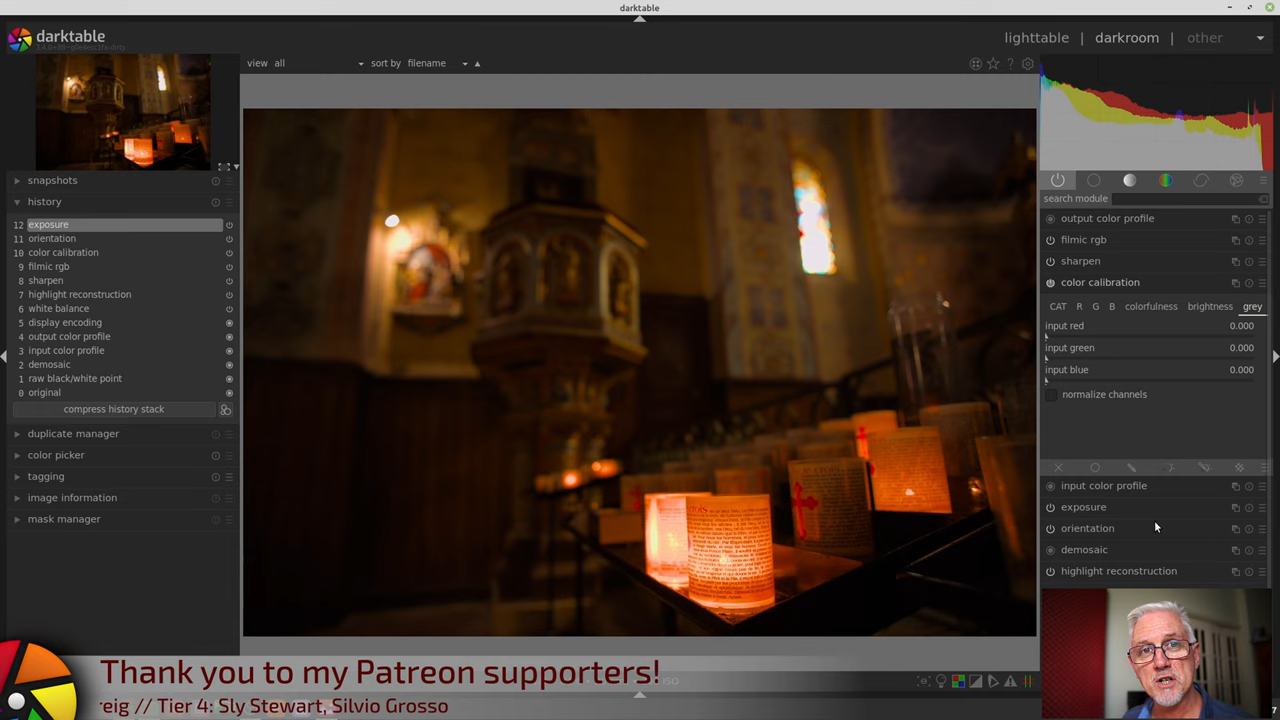 darktable
darktable
lighttable | darkroom | other
view all sort by filename
snapshots
history
12 exposure
11 orientation
10 color calibration
9 filmic rgb
8 sharpen
7 highlight reconstruction
6 white balance
5 display encoding
4 output color profile
3 input color profile
2 demosaic
1 raw black/white point
0 original
compress history stack
duplicate manager
color picker
tagging
image information
mask manager
search module
output color profile
filmic rgb
sharpen
color calibration
CAT R G B colorfulness brightness grey
input red 0.000
input green 0.000
input blue 0.000
normalize channels
input color profile
exposure
orientation
demosaic
highlight reconstruction
Thank you to my Patreon supporters!
eig // Tier 4: Sly Stewart, Silvio Grosso
ISO
7